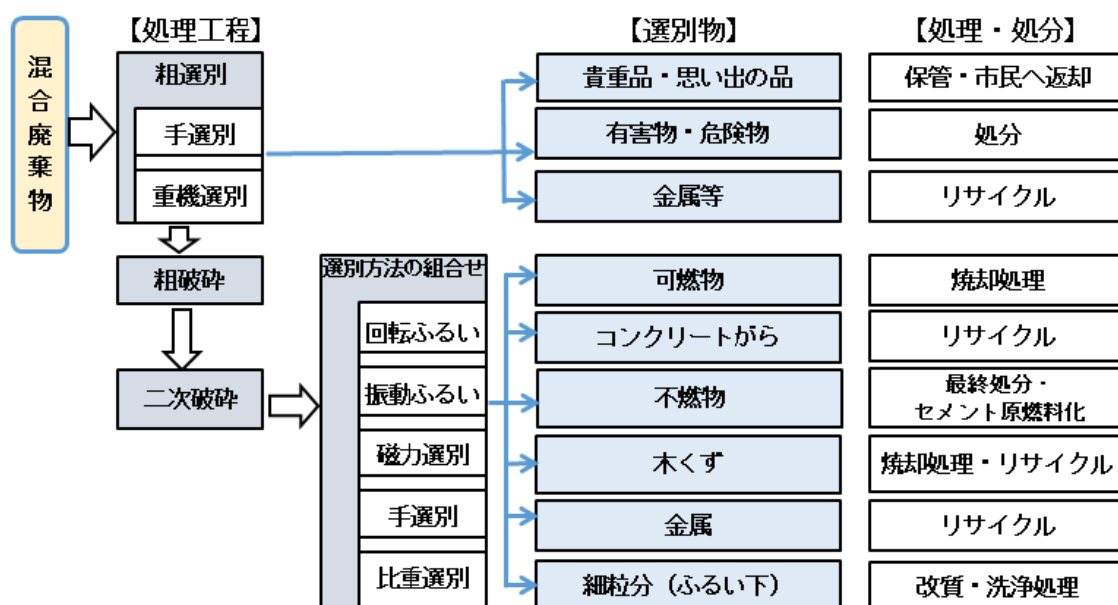 【処理工程】
【選別物】
【処理・処分】
混合廃棄物
粗選別
手選別
重機選別
貴重品・思い出の品
保管・市民へ返却
有害物・危険物
処分
金属等
リサイクル
粗破砕
二次破砕
選別方法の組合せ
回転ふるい
振動ふるい
磁力選別
手選別
比重選別
可燃物
焼却処理
コンクリートがら
リサイクル
不燃物
最終処分・
セメント原燃料化
木くず
焼却処理・リサイクル
金属
リサイクル
細粒分（ふるい下）
改質・洗浄処理